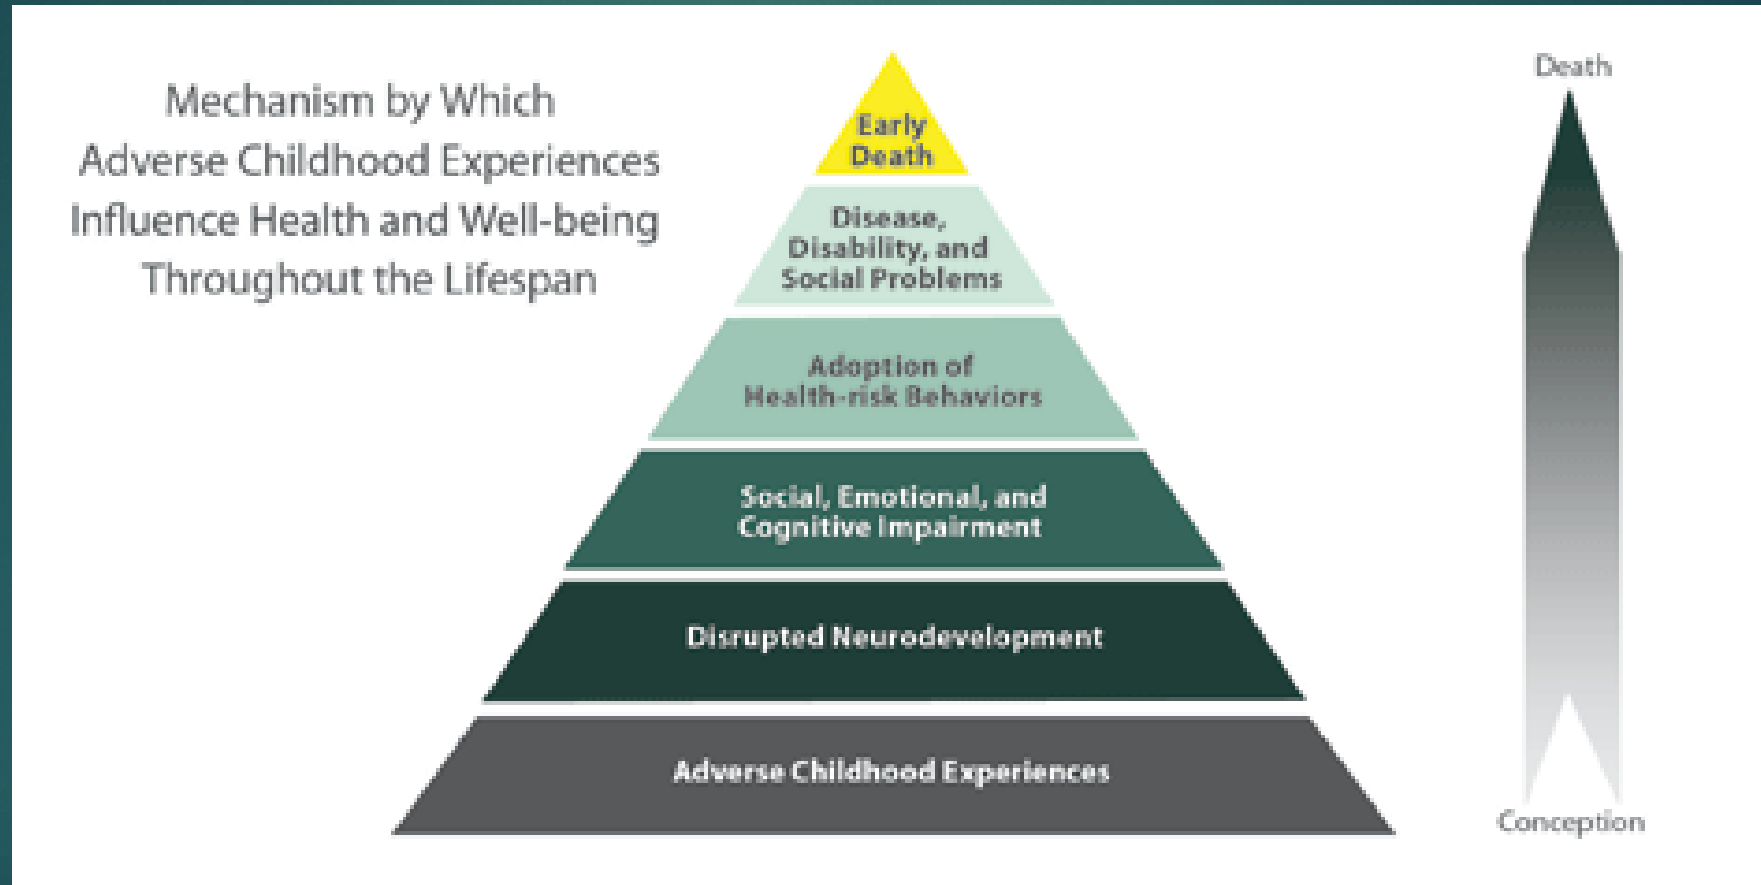 Mechanism by Which
Adverse Childhood Experiences
Influence Health and Well-being
Throughout the Lifespan
Early
Death
Disease,
Disability, and
Social Problems
Adoption of
Health-risk Behaviors
Social, Emotional, and
Cognitive Impairment
Disrupted Neurodevelopment
Adverse Childhood Experiences
Death
Conception